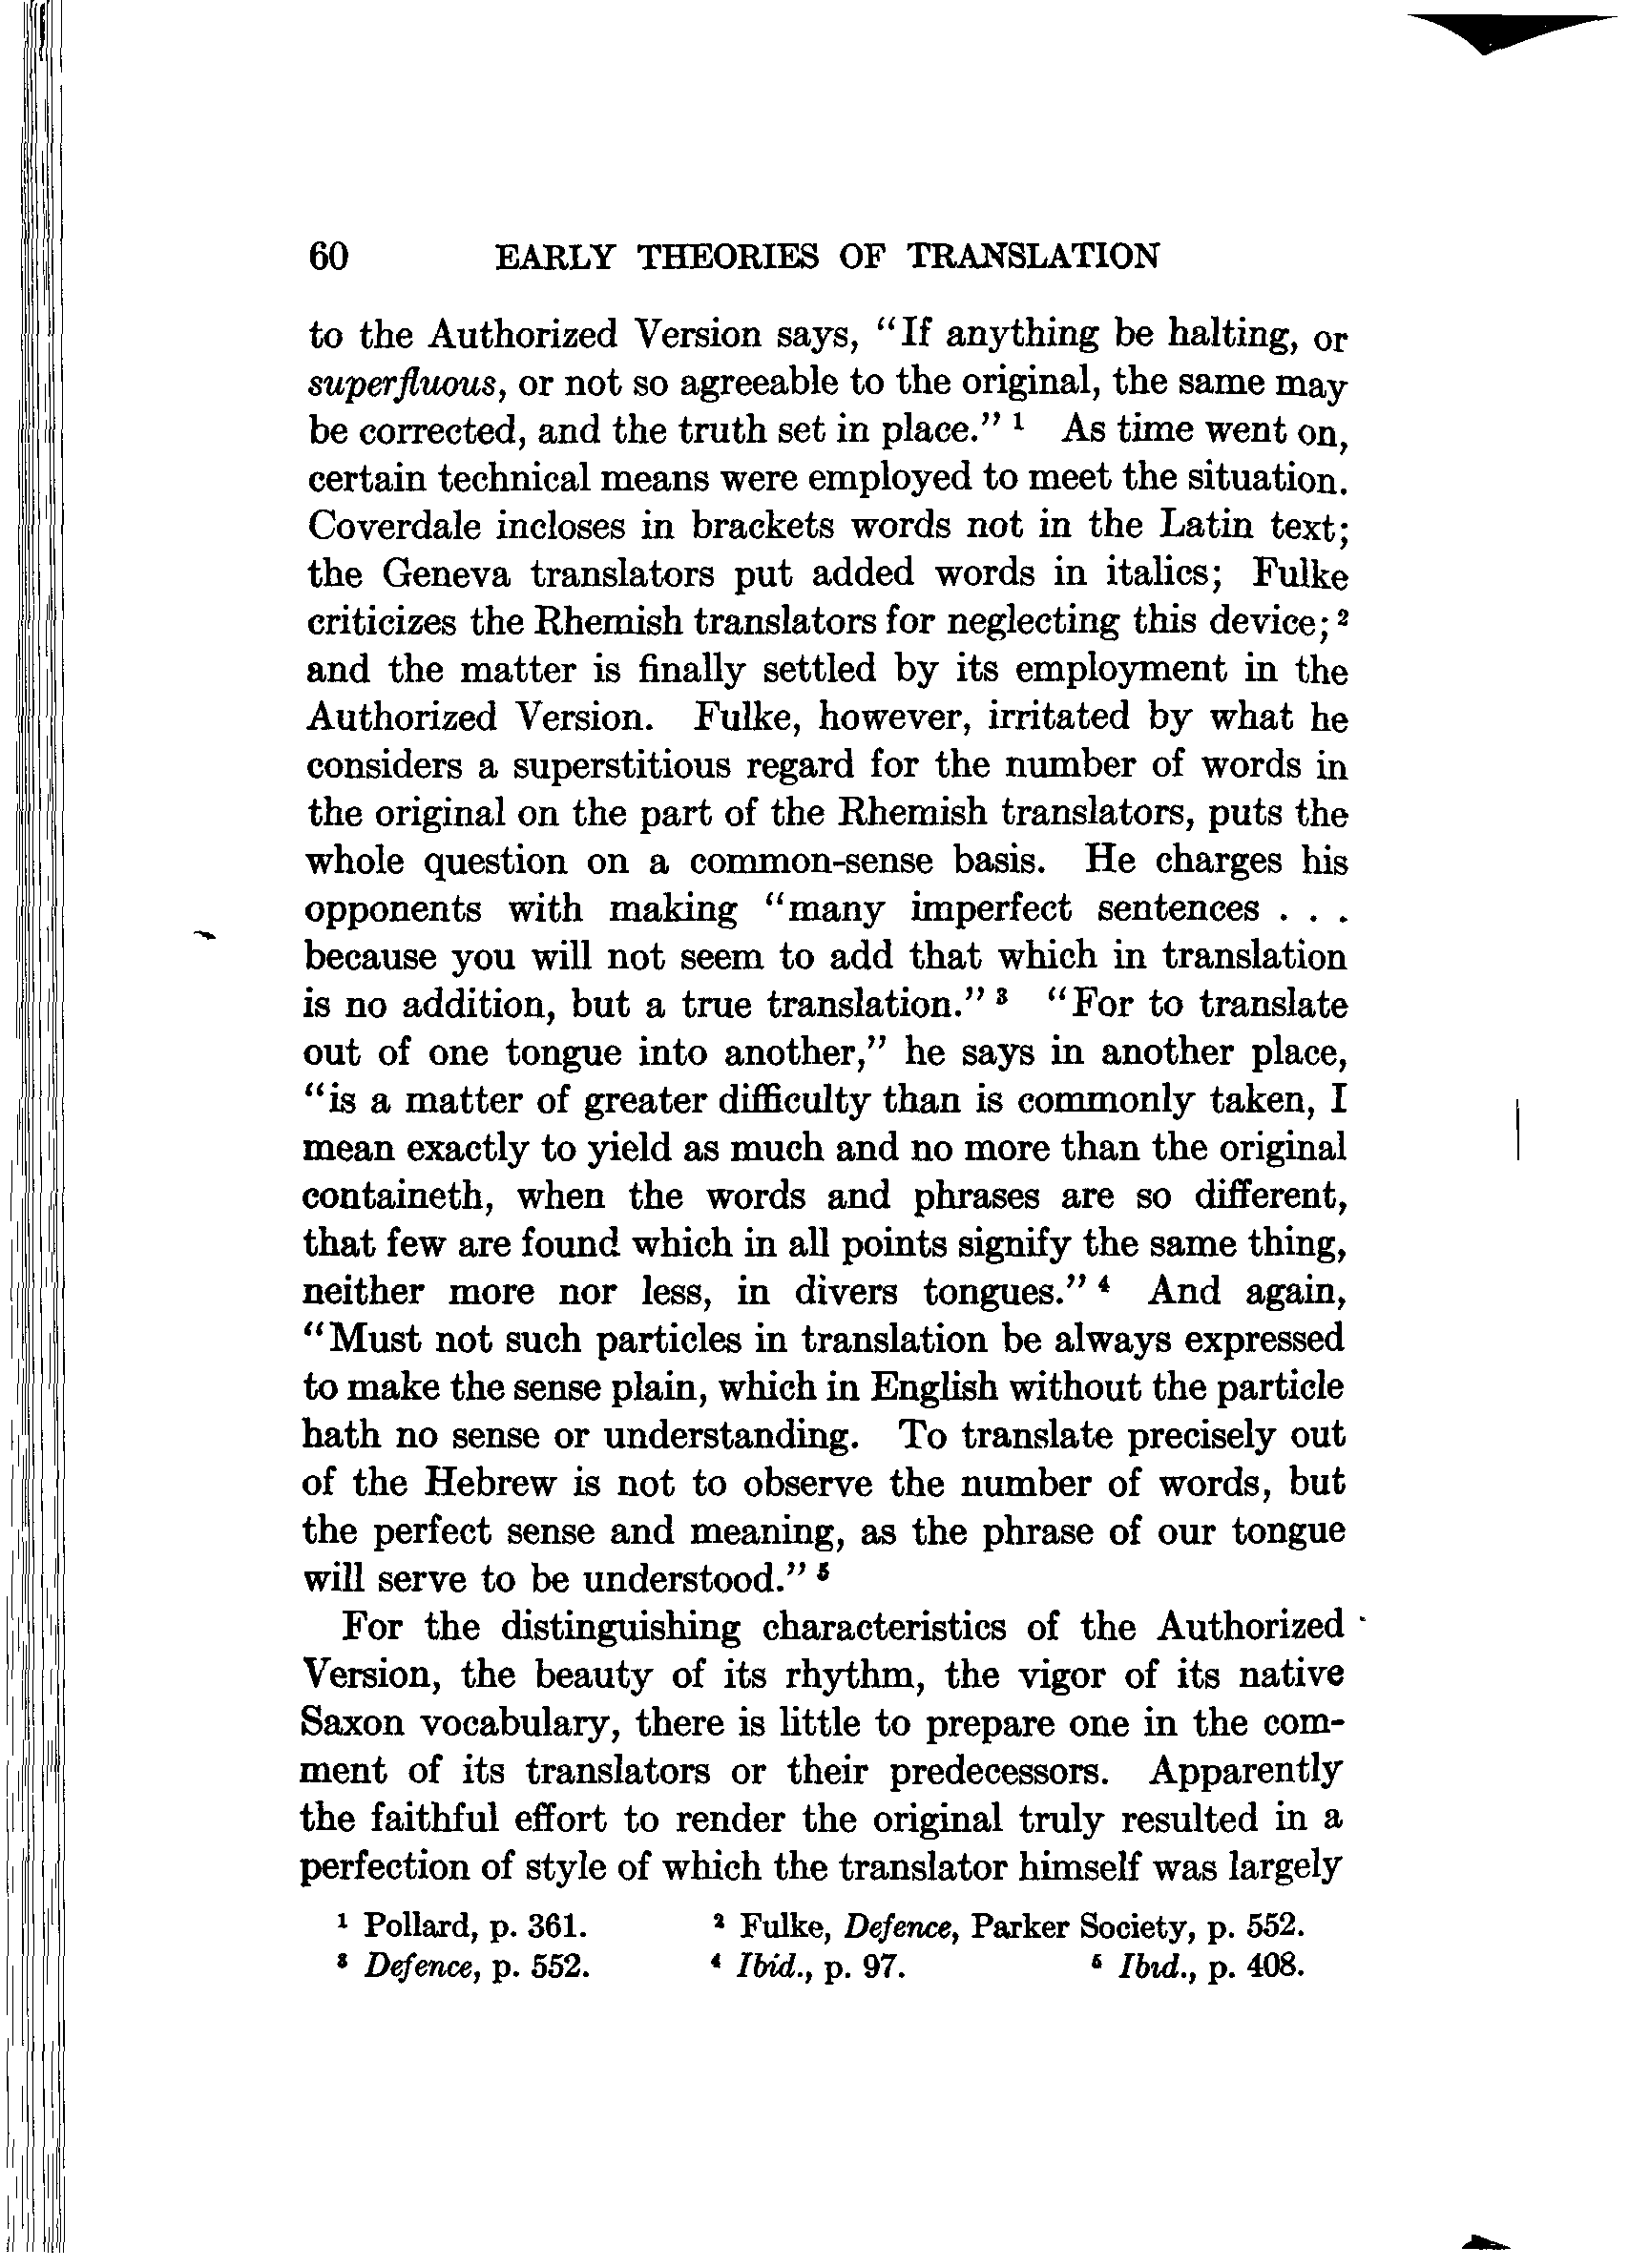 60 EARLY THEORIES OF TRANSLATION
to the Authorized Version says, “If anything be halting, or
superfluous, or not so agreeable to the original, the same may
be corrected, and the truth set in place.” ¹ As time went on,
certain technical means were employed to meet the situation.
Coverdale incloses in brackets words not in the Latin text;
the Geneva translators put added words in italics; Fulke
criticizes the Rhemish translators for neglecting this device; ²
and the matter is finally settled by its employment in the
Authorized Version. Fulke, however, irritated by what he
considers a superstitious regard for the number of words in
the original on the part of the Rhemish translators, puts the
whole question on a common-sense basis. He charges his
opponents with making “many imperfect sentences . . .
because you will not seem to add that which in translation
is no addition, but a true translation.” ³ “For to translate
out of one tongue into another,” he says in another place,
“is a matter of greater difficulty than is commonly taken, I
mean exactly to yield as much and no more than the original
containeth, when the words and phrases are so different,
that few are found which in all points signify the same thing,
neither more nor less, in divers tongues.” ⁴ And again,
“Must not such particles in translation be always expressed
to make the sense plain, which in English without the particle
hath no sense or understanding. To translate precisely out
of the Hebrew is not to observe the number of words, but
the perfect sense and meaning, as the phrase of our tongue
will serve to be understood.” ⁵
For the distinguishing characteristics of the Authorized
Version, the beauty of its rhythm, the vigor of its native
Saxon vocabulary, there is little to prepare one in the com-
ment of its translators or their predecessors. Apparently
the faithful effort to render the original truly resulted in a
perfection of style of which the translator himself was largely
¹ Pollard, p. 361. ² Fulke, Defence, Parker Society, p. 552.
³ Defence, p. 552. ⁴ Ibid., p. 97. ⁵ Ibid., p. 408.